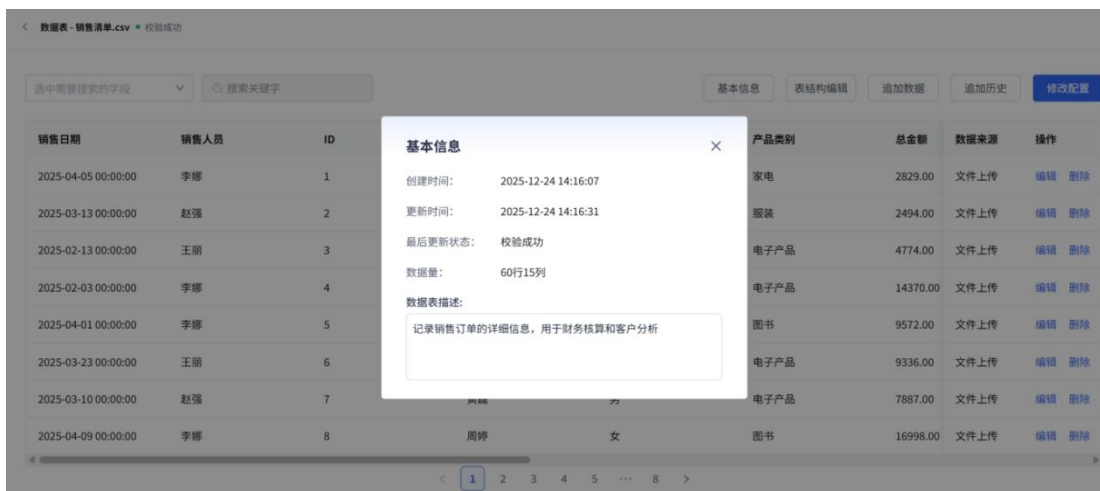 数据表 - 销售清单.csv 校验成功
选中需要搜索的字段 搜索关键字 基本信息 表结构编辑 追加数据 追加历史 修改配置
销售日期 销售人员 ID 产品类别 总金额 数据来源 操作
基本信息
创建时间: 2025-12-24 14:16:07
更新时间: 2025-12-24 14:16:31
最后更新状态: 校验成功
数据量: 60行15列
数据表描述:
记录销售订单的详细信息，用于财务核算和客户分析
2025-04-05 00:00:00 李娜 1 家电 2829.00 文件上传 编辑 删除
2025-03-13 00:00:00 赵强 2 服装 2494.00 文件上传 编辑 删除
2025-02-13 00:00:00 王丽 3 电子产品 4774.00 文件上传 编辑 删除
2025-02-03 00:00:00 李娜 4 电子产品 14370.00 文件上传 编辑 删除
2025-04-01 00:00:00 李娜 5 图书 9572.00 文件上传 编辑 删除
2025-03-23 00:00:00 王丽 6 电子产品 9336.00 文件上传 编辑 删除
2025-03-10 00:00:00 赵强 7 电子产品 7887.00 文件上传 编辑 删除
2025-04-09 00:00:00 李娜 8 周婷 女 图书 16998.00 文件上传 编辑 删除
< 1 2 3 4 5 ··· 8 >